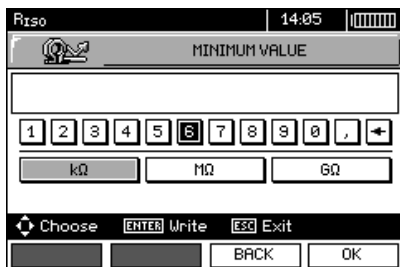 RISO 14:05
MINIMUM VALUE
1 2 3 4 5 6 7 8 9 0 , ←
kΩ MΩ GΩ
Choose ENTER Write ESC Exit
BACK OK